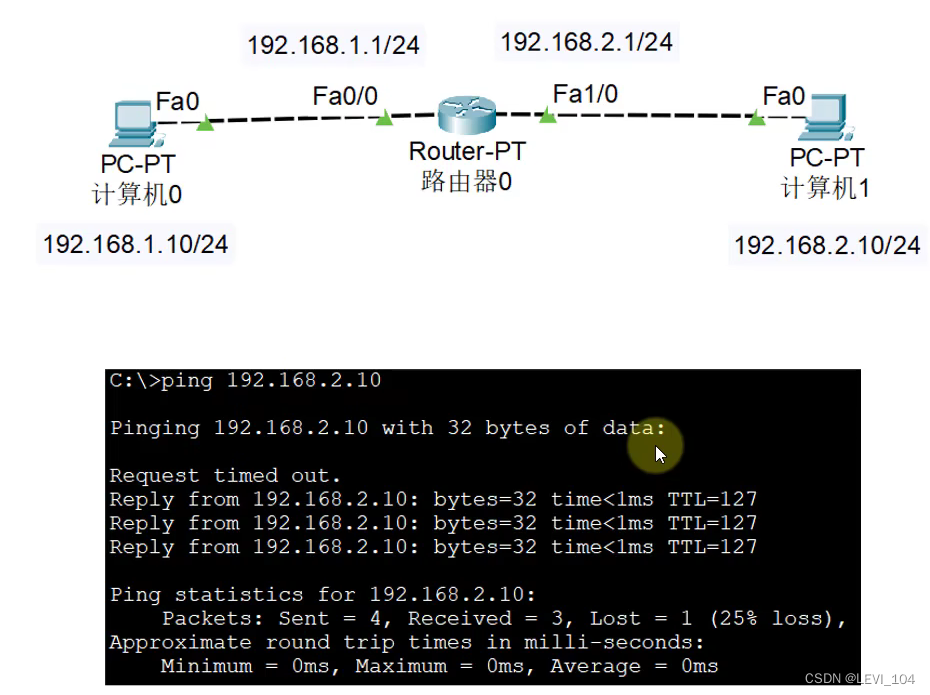 192.168.1.1/24
192.168.2.1/24
Fa0
Fa0/0
Fa1/0
Fa0
PC-PT
计算机0
Router-PT
路由器0
PC-PT
计算机1
192.168.1.10/24
192.168.2.10/24
C:\>ping 192.168.2.10
Pinging 192.168.2.10 with 32 bytes of data:
Request timed out.
Reply from 192.168.2.10: bytes=32 time<1ms TTL=127
Reply from 192.168.2.10: bytes=32 time<1ms TTL=127
Reply from 192.168.2.10: bytes=32 time<1ms TTL=127
Ping statistics for 192.168.2.10:
Packets: Sent = 4, Received = 3, Lost = 1 (25% loss),
Approximate round trip times in milli-seconds:
Minimum = 0ms, Maximum = 0ms, Average = 0ms
CSDN @LEVI_104